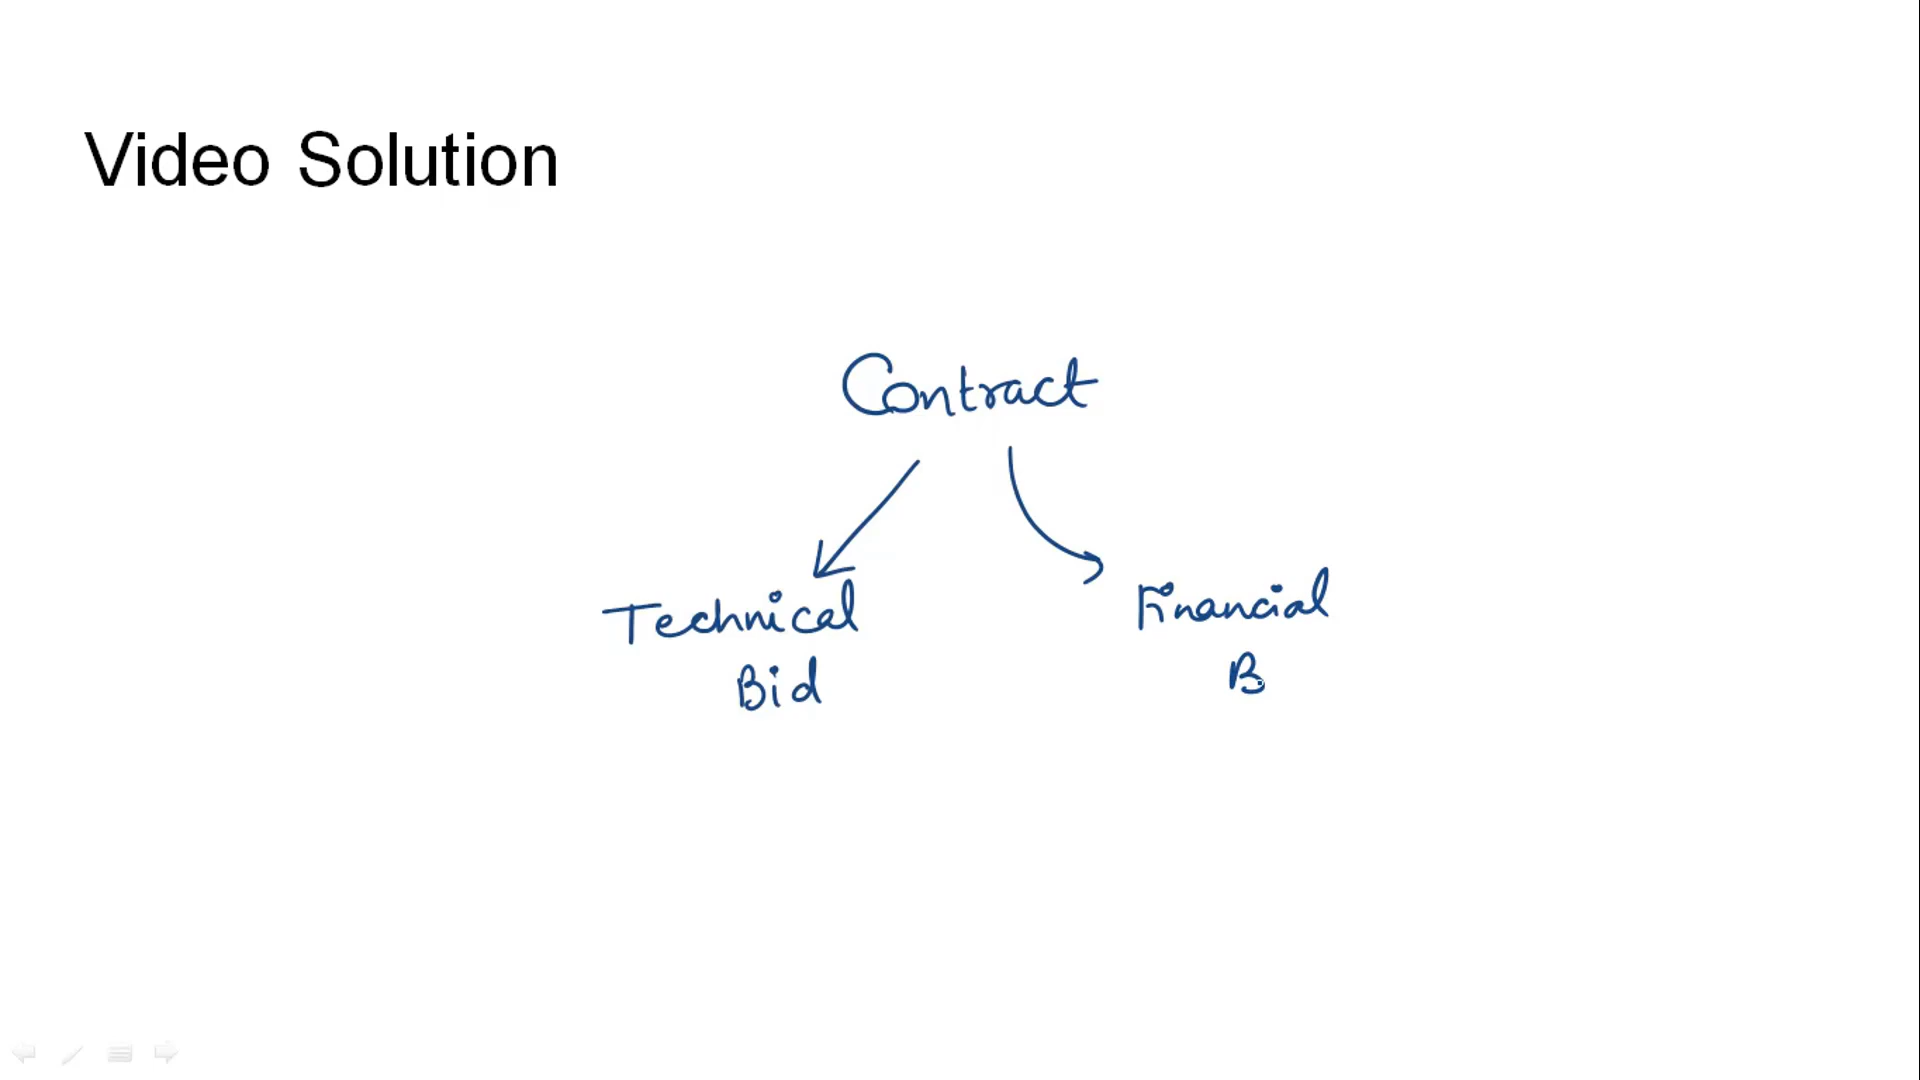 Video Solution
Contract
Technical
Bid
Financial
B